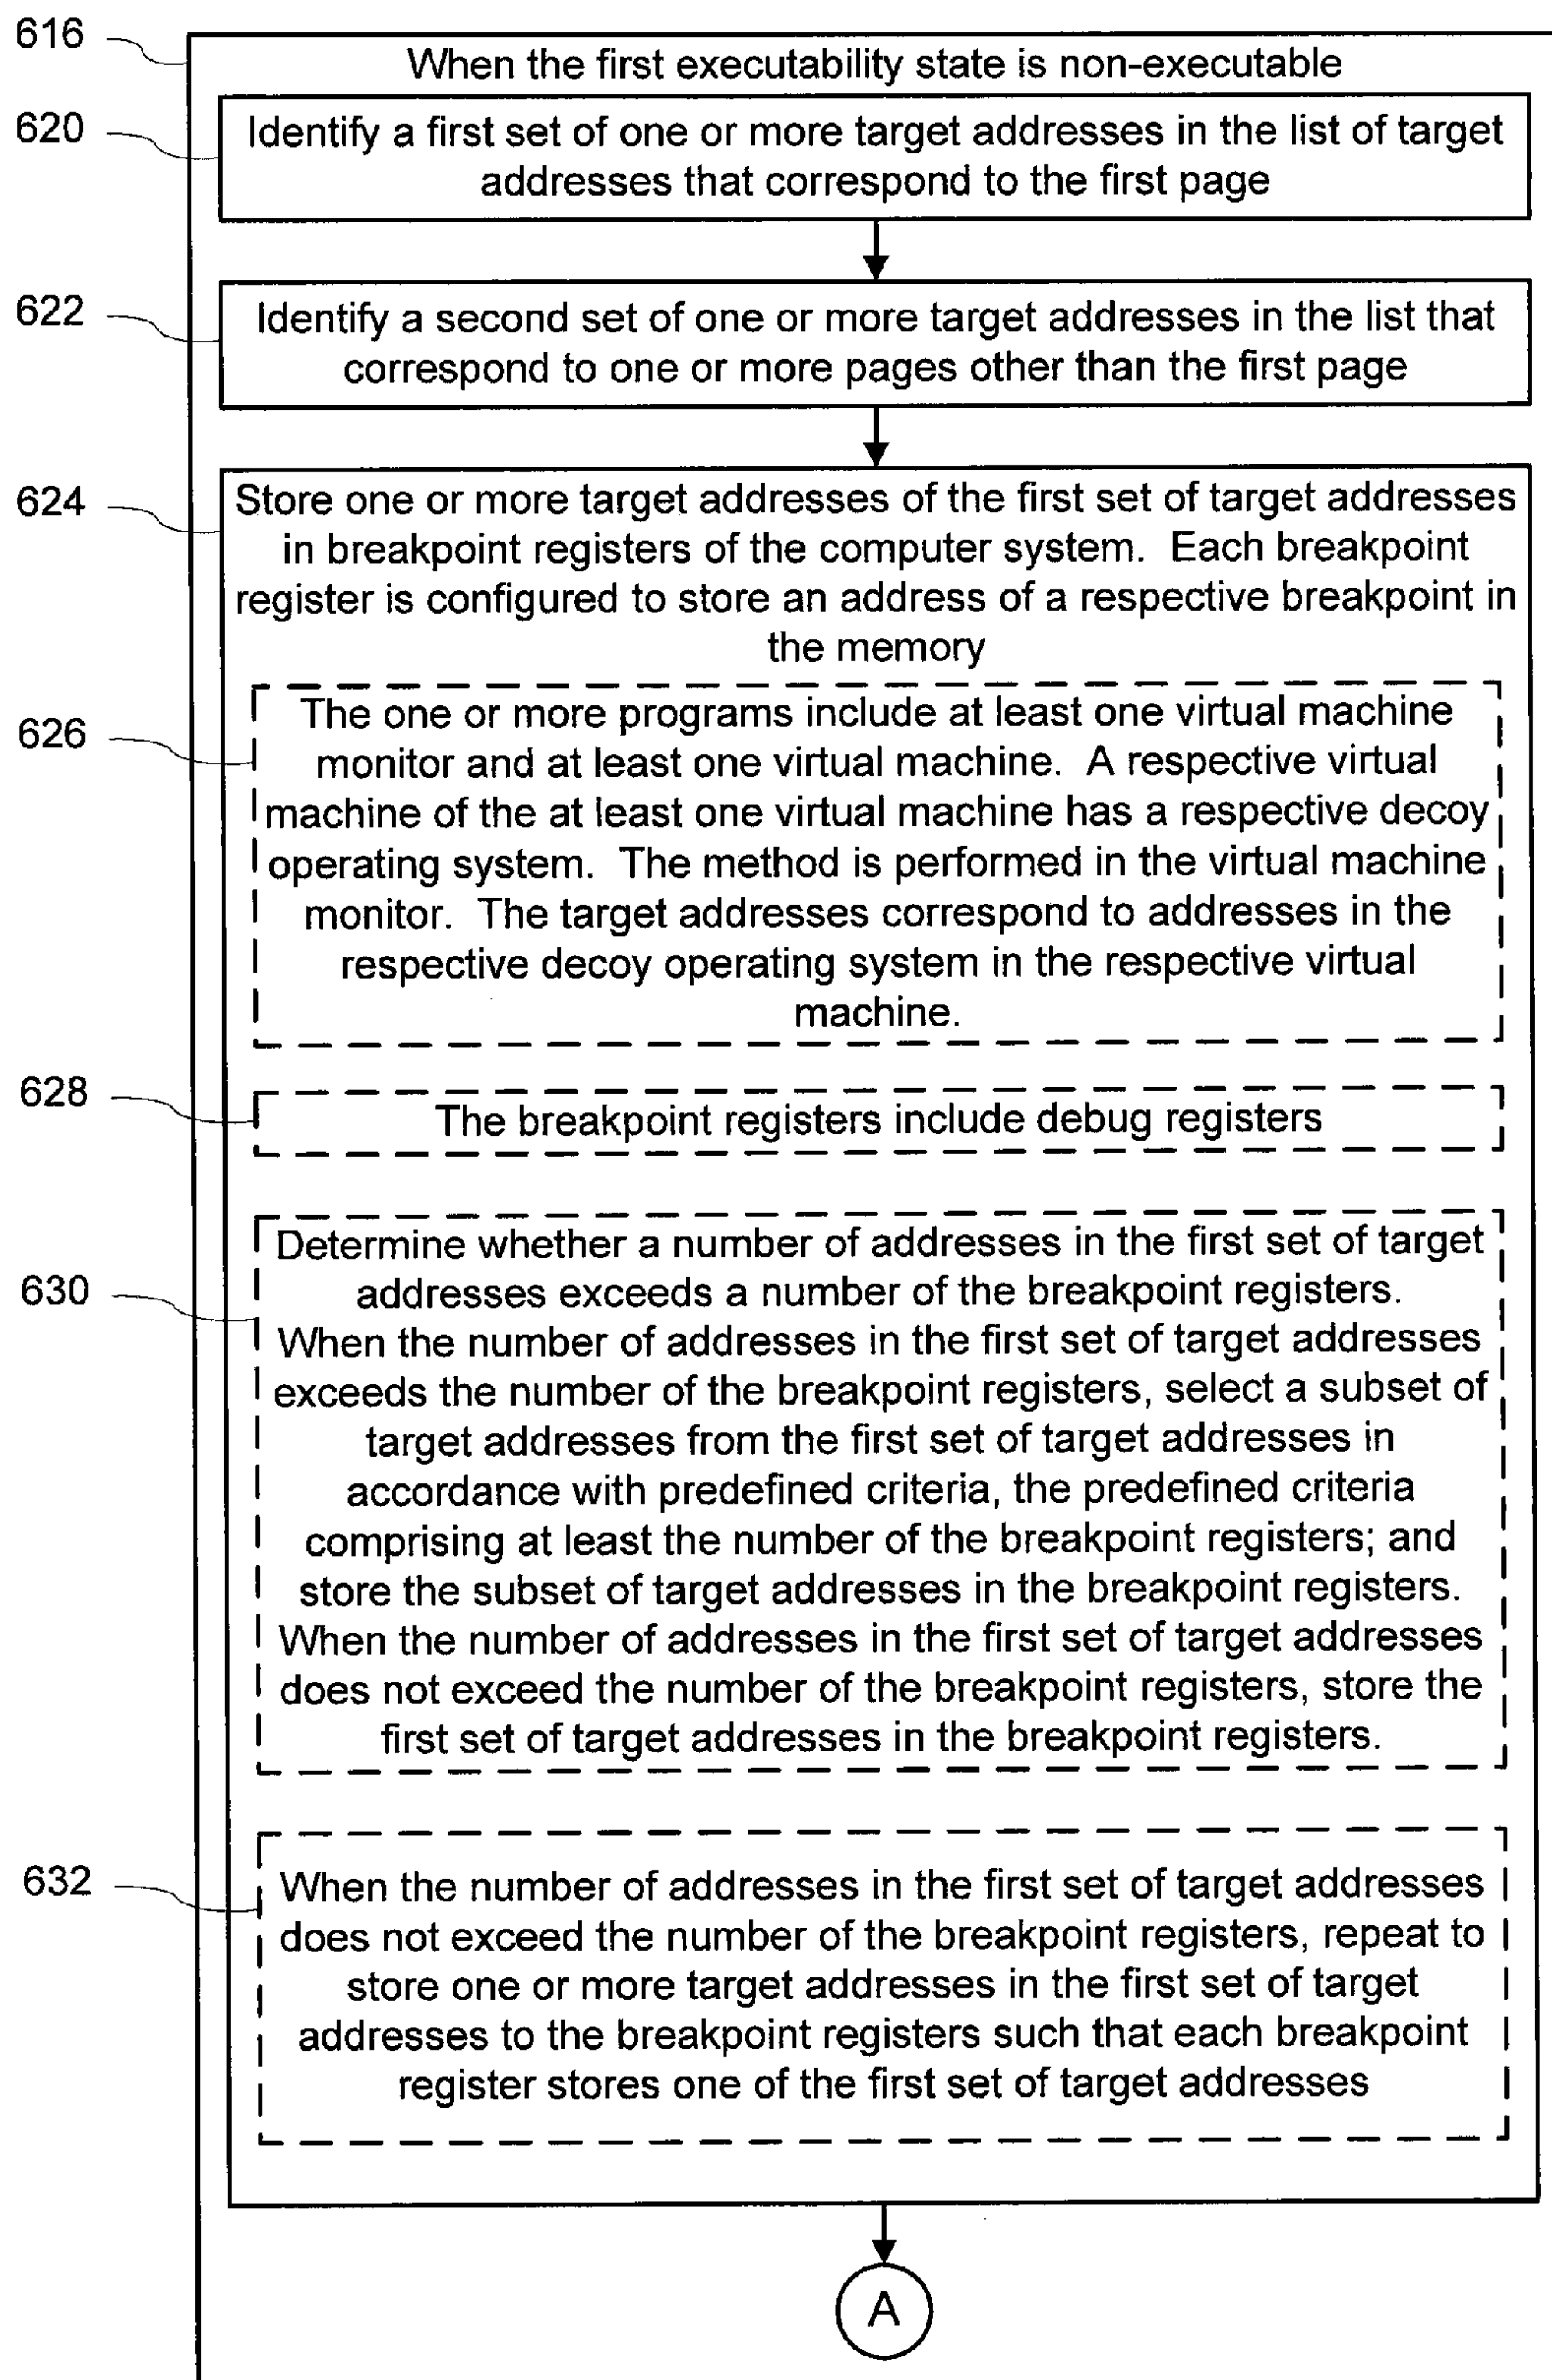 616
When the first executability state is non-executable
620
Identify a first set of one or more target addresses in the list of target
addresses that correspond to the first page
622
Identify a second set of one or more target addresses in the list that
correspond to one or more pages other than the first page
624
Store one or more target addresses of the first set of target addresses
in breakpoint registers of the computer system. Each breakpoint
register is configured to store an address of a respective breakpoint in
the memory
626
The one or more programs include at least one virtual machine
monitor and at least one virtual machine. A respective virtual
machine of the at least one virtual machine has a respective decoy
operating system. The method is performed in the virtual machine
monitor. The target addresses correspond to addresses in the
respective decoy operating system in the respective virtual
machine.
628
The breakpoint registers include debug registers
630
Determine whether a number of addresses in the first set of target
addresses exceeds a number of the breakpoint registers.
When the number of addresses in the first set of target addresses
exceeds the number of the breakpoint registers, select a subset of
target addresses from the first set of target addresses in
accordance with predefined criteria, the predefined criteria
comprising at least the number of the breakpoint registers; and
store the subset of target addresses in the breakpoint registers.
When the number of addresses in the first set of target addresses
does not exceed the number of the breakpoint registers, store the
first set of target addresses in the breakpoint registers.
632
When the number of addresses in the first set of target addresses
does not exceed the number of the breakpoint registers, repeat to
store one or more target addresses in the first set of target
addresses to the breakpoint registers such that each breakpoint
register stores one of the first set of target addresses
A